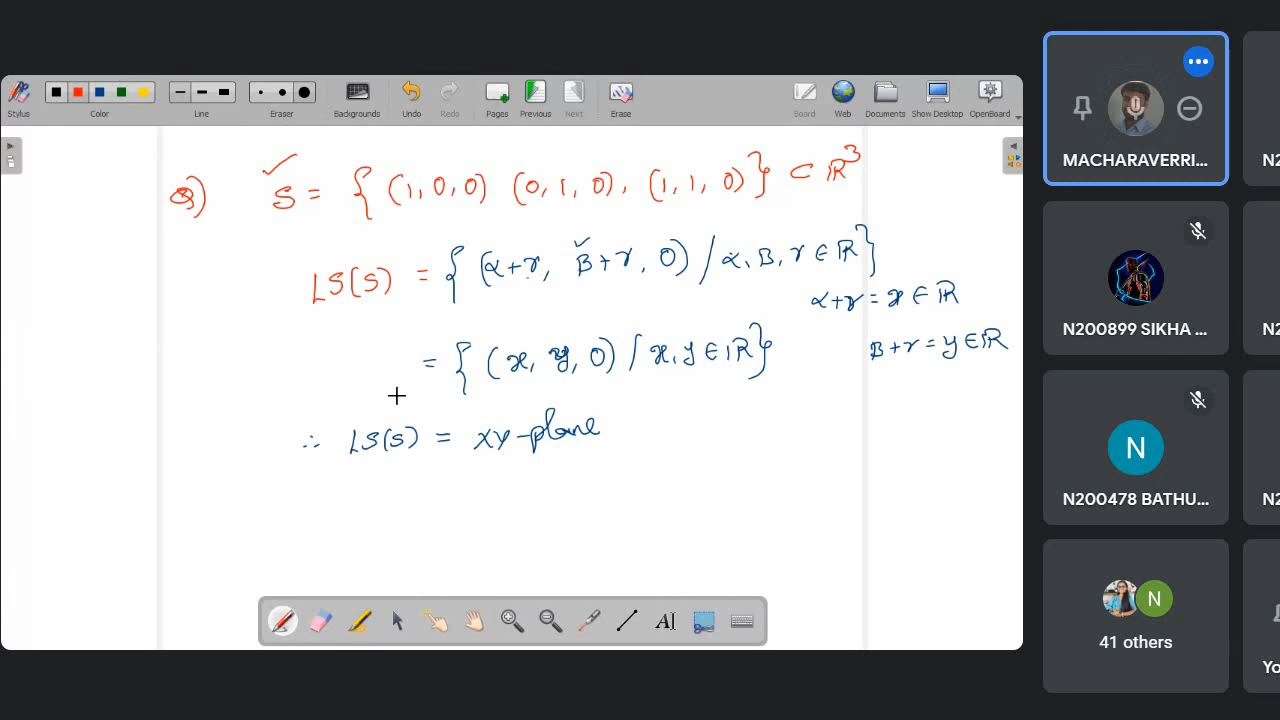 Stylus
Color
Line
Eraser
Backgrounds
Undo
Redo
Pages
Previous
Next
Erase
Board
Web
Documents
Show Desktop
OpenBoard
Q) S = { (1, 0, 0) (0, 1, 0), (1, 1, 0) } ⊂ ℝ³
LS(S) = { (α+γ, β+γ, 0) / α, β, γ ∈ ℝ }
α+γ = x ∈ ℝ
= { (x, y, 0) / x, y ∈ ℝ }
β+γ = y ∈ ℝ
∴ LS(S) = xy-plane
MACHARAVERRI...
N200899 SIKHA ...
N
N200478 BATHU...
N
41 others